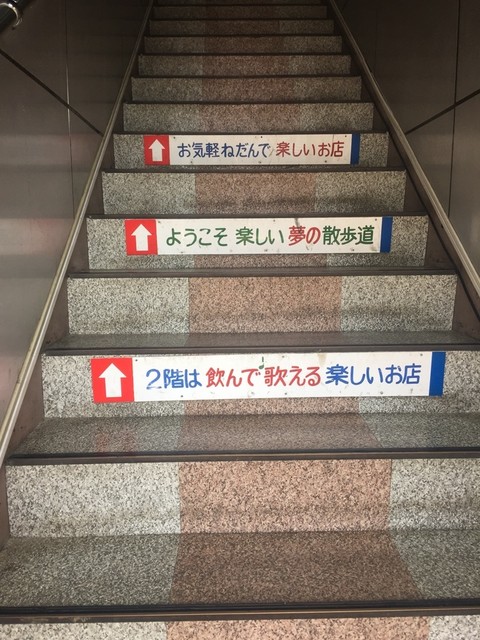 お気軽ねだんで 楽しいお店
ようこそ 楽しい 夢の散歩道
2階は 飲んで 歌える 楽しいお店